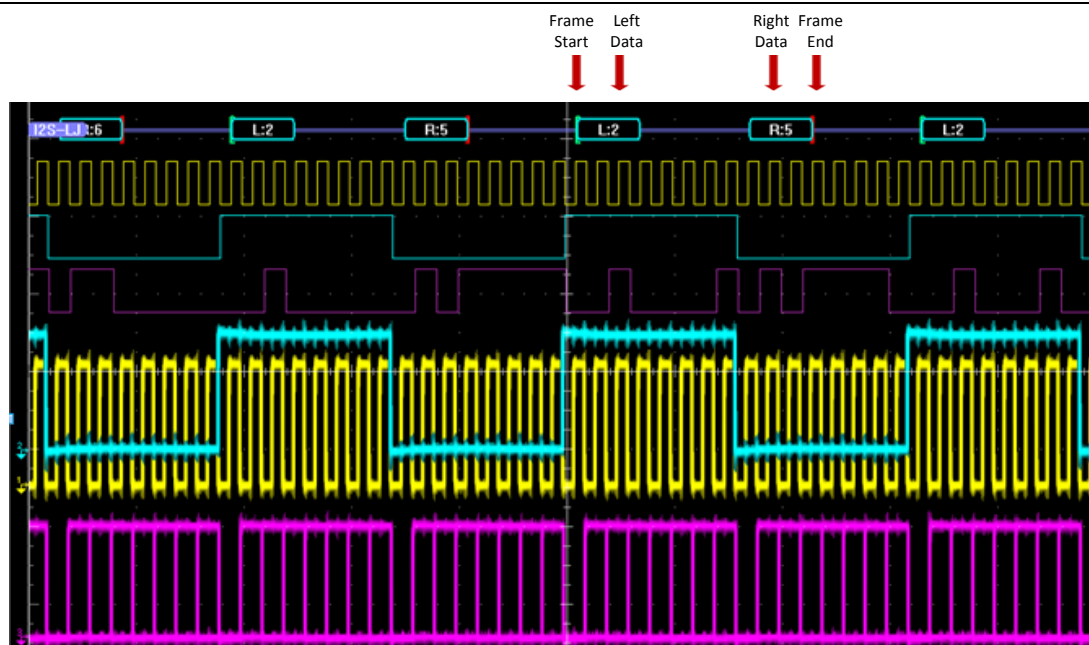 Frame Left Right Frame
Start Data Data End
I2S-LJ :6 L:2 R:5 L:2 R:5 L:2